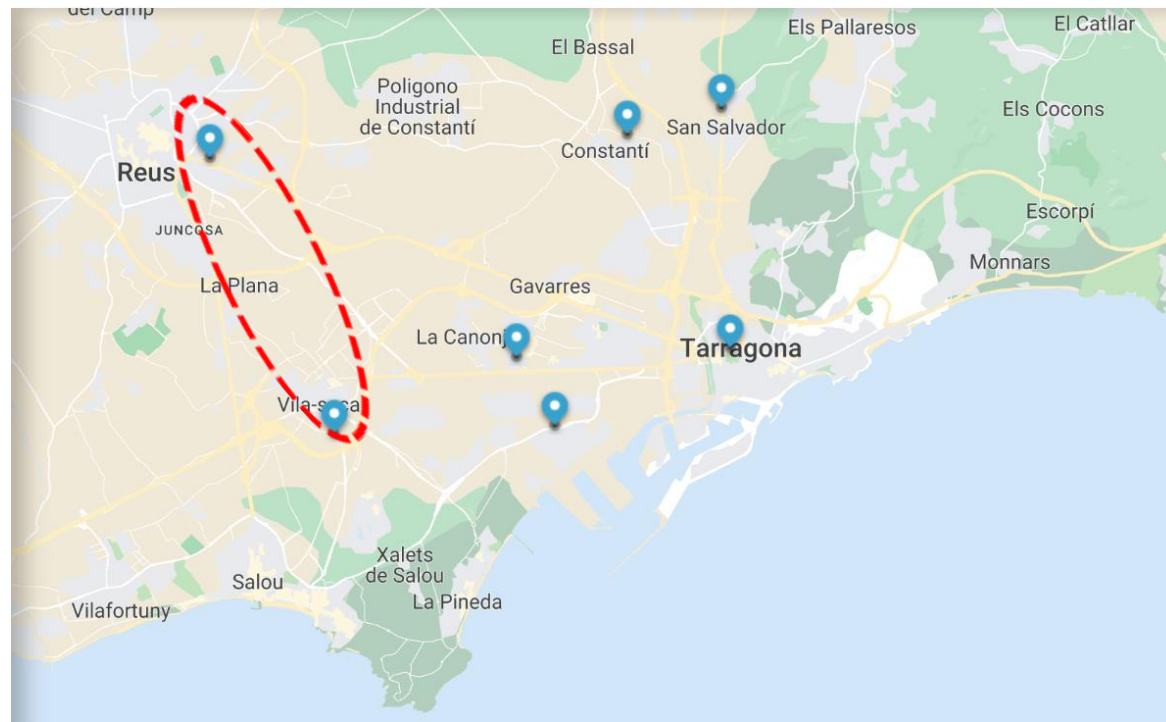 del Camp
El Bassal
Els Pallaresos
El Catllar
Poligono
Industrial
de Constantí
Els Cocons
San Salvador
Constantí
Reus
Escorpí
JUNCOSA
Monnars
La Plana
Gavarres
La Canonj
Tarragona
Vila-seca
Xalets
de Salou
Salou
La Pineda
Vilafortuny